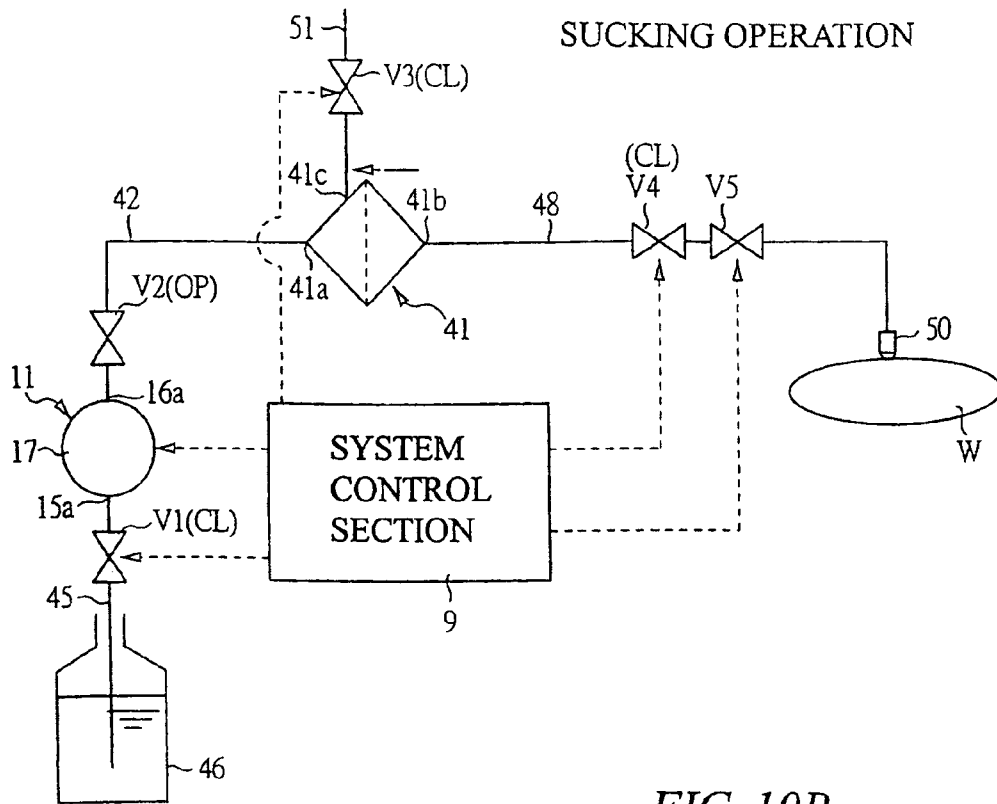 51
SUCKING OPERATION
V3(CL)
41c
41b
(CL)
V4
V5
42
48
41a
41
V2(OP)
50
11
16a
17
W
15a
SYSTEM
CONTROL
SECTION
V1(CL)
45
9
46
FIG. 10B